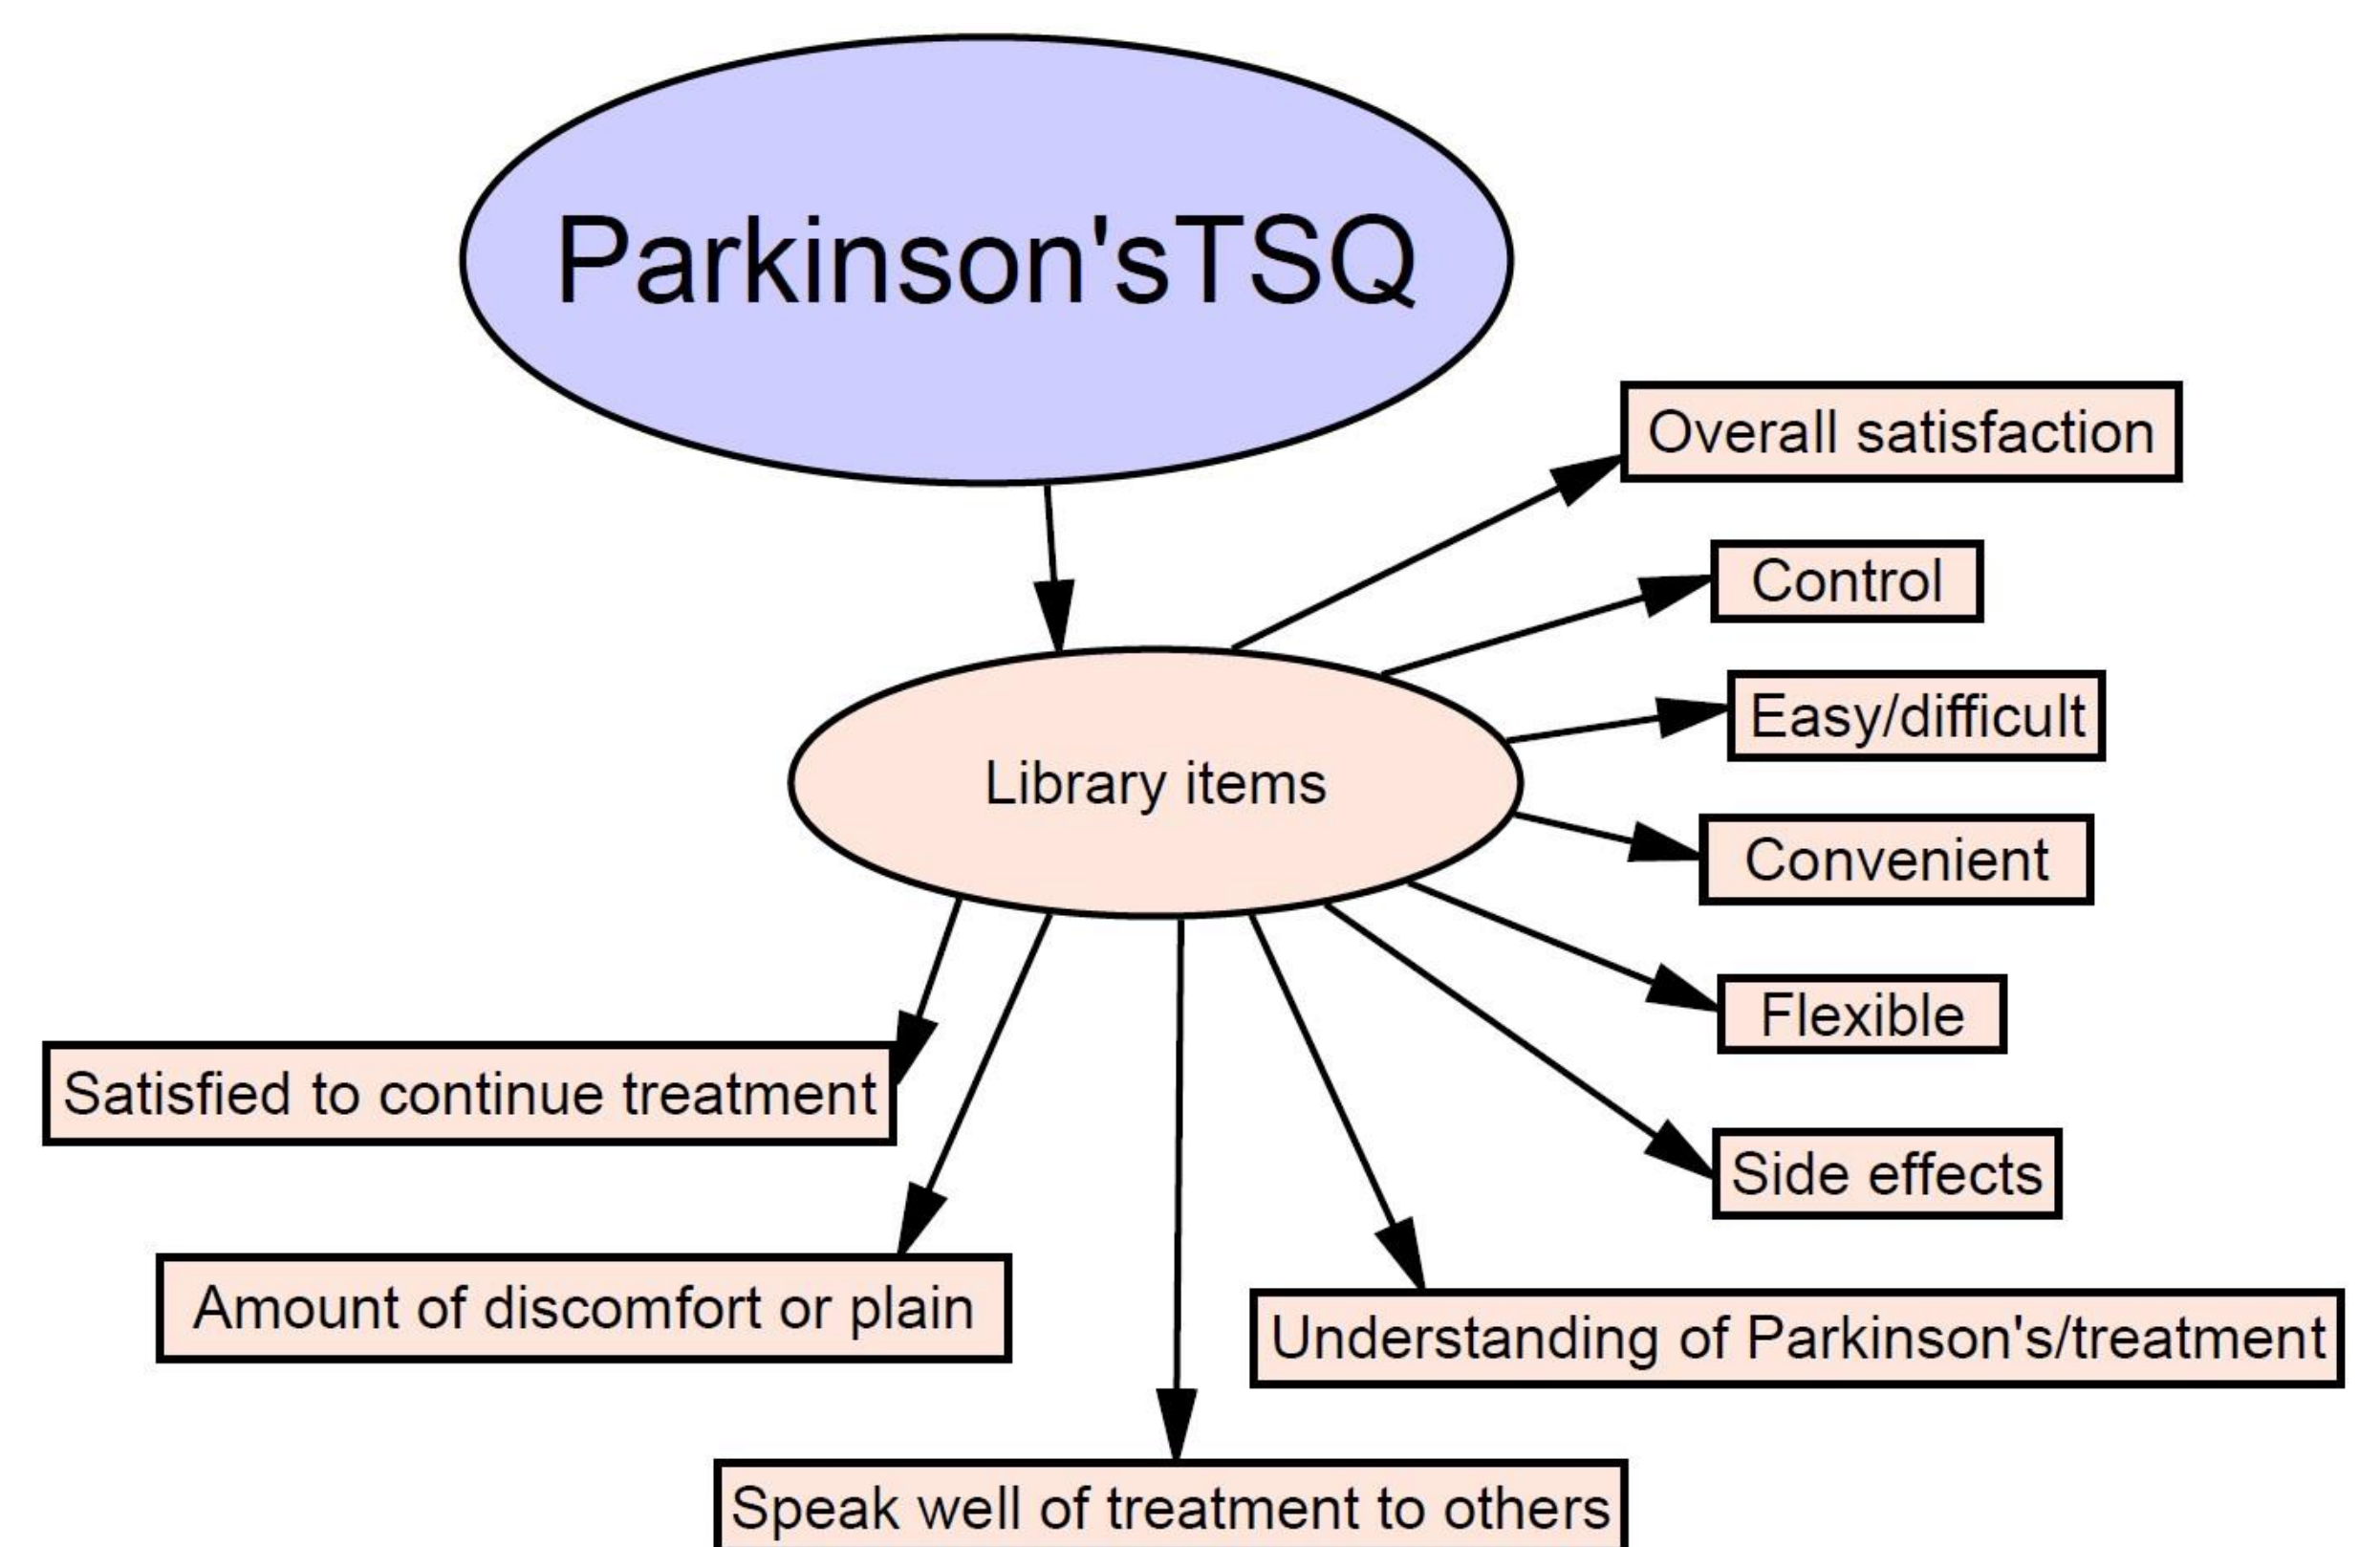 Parkinson'sTSQ
Overall satisfaction
Control
Easy/difficult
Library items
Convenient
Flexible
Satisfied to continue treatment
Side effects
Amount of discomfort or plain
Understanding of Parkinson's/treatment
Speak well of treatment to others